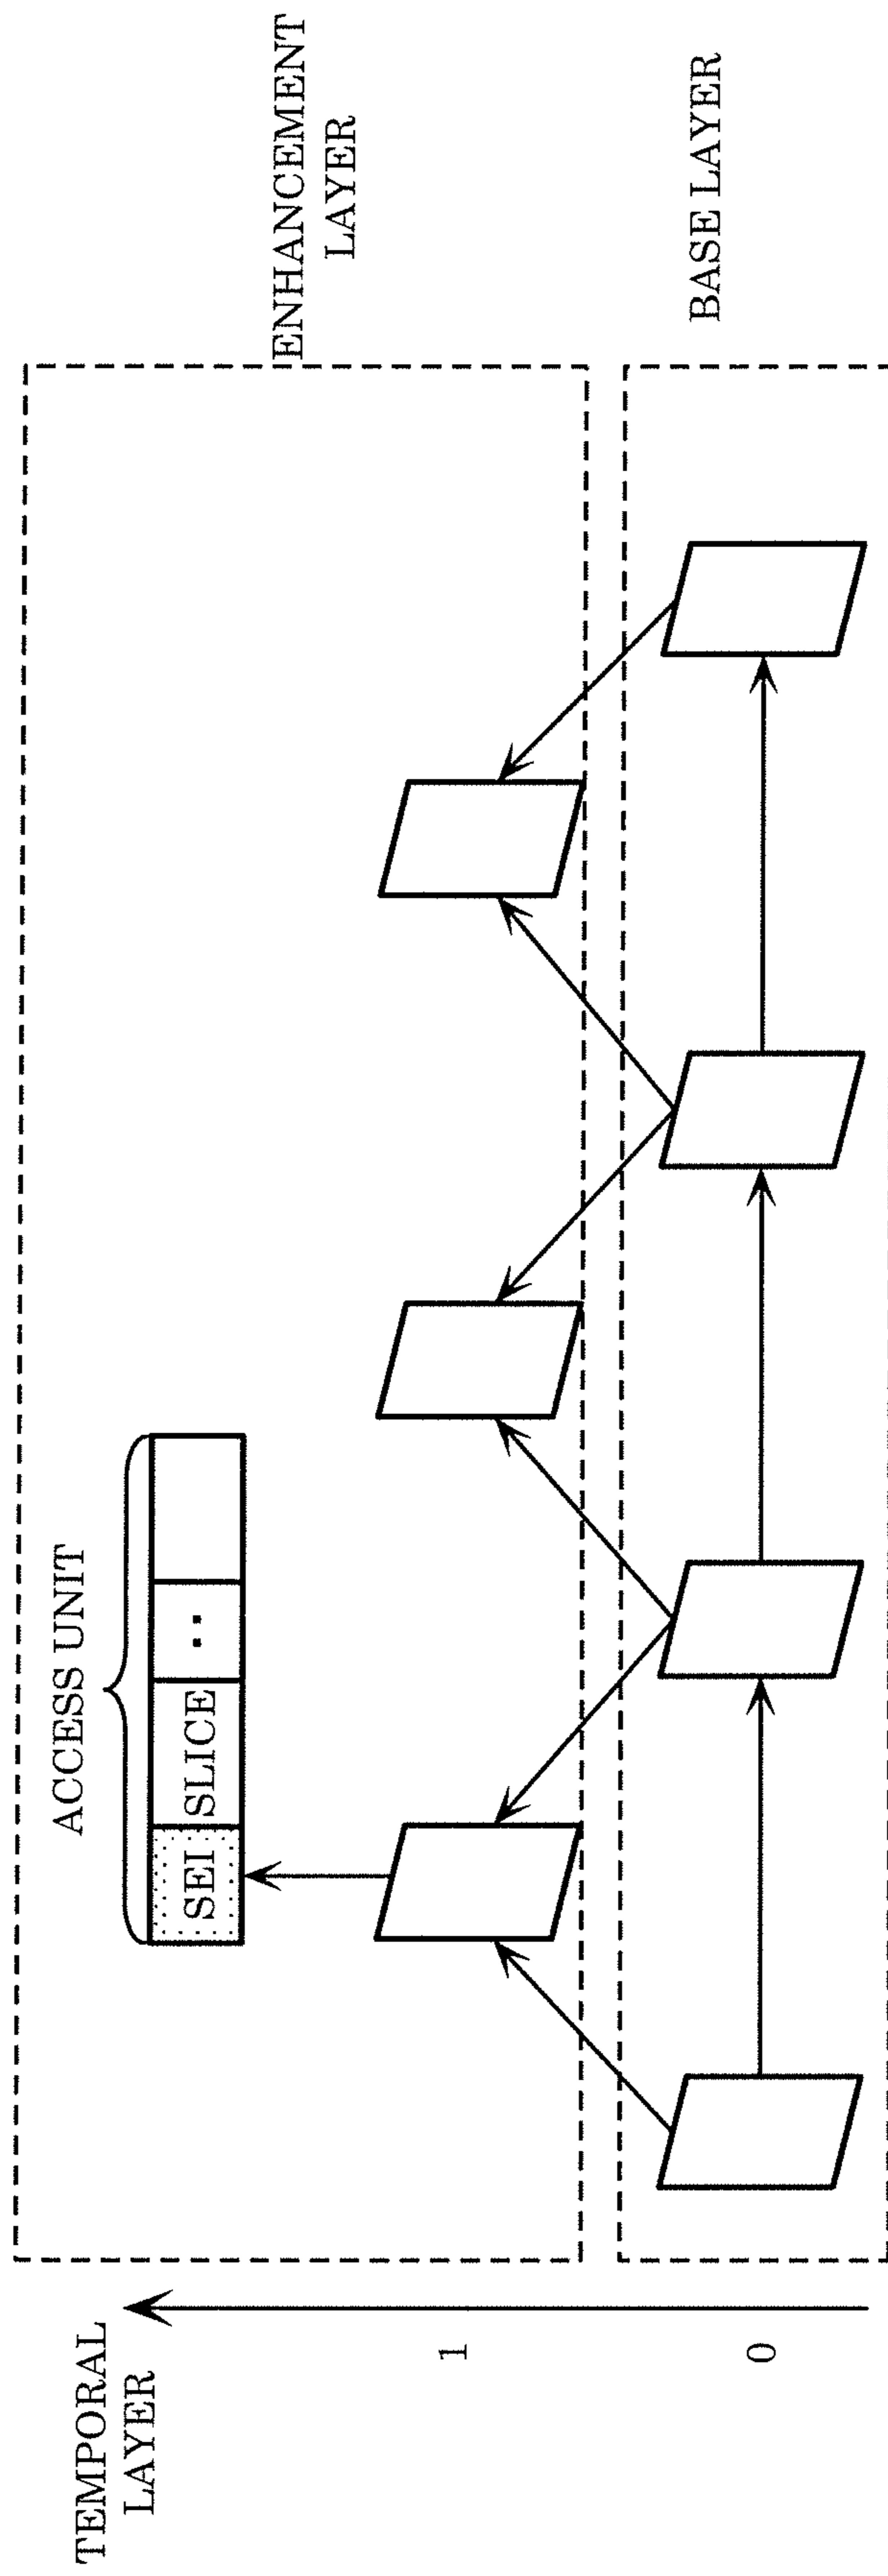 TEMPORAL
LAYER
1
0
ACCESS UNIT
SEI SLICE ..
ENHANCEMENT
LAYER
BASE LAYER